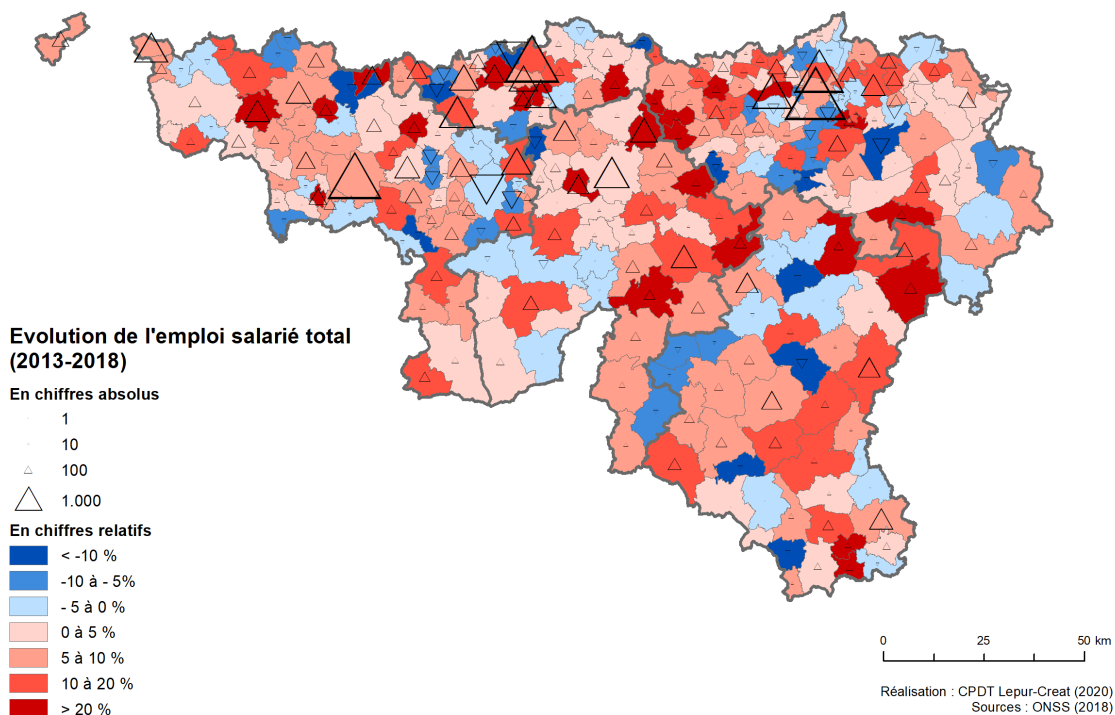 Evolution de l'emploi salarié total
(2013-2018)
En chiffres absolus
1
10
100
1.000
En chiffres relatifs
< -10 %
-10 à - 5%
- 5 à 0 %
0 à 5 %
5 à 10 %
10 à 20 %
> 20 %
0 25 50 km
Réalisation : CPDT Lepur-Creat (2020)
Sources : ONSS (2018)